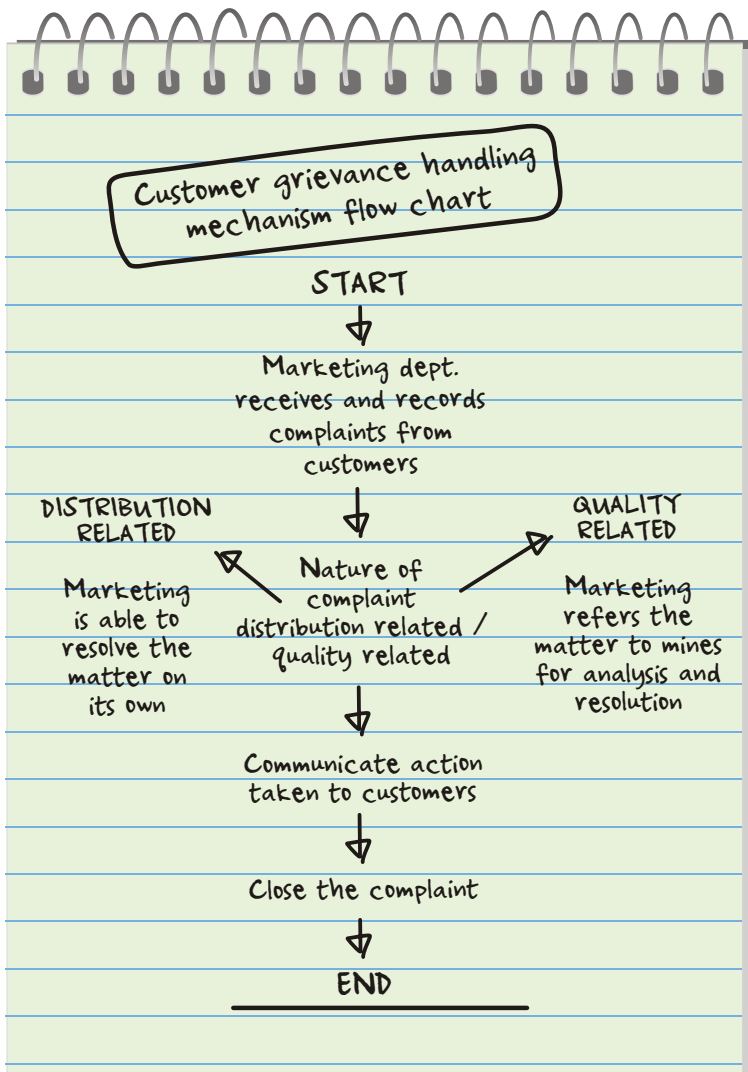 Customer grievance handling
mechanism flow chart
START
Marketing dept.
receives and records
complaints from
customers
DISTRIBUTION
RELATED
Marketing
is able to
resolve the
matter on
its own
Nature of
complaint
distribution related /
quality related
QUALITY
RELATED
Marketing
refers the
matter to mines
for analysis and
resolution
Communicate action
taken to customers
Close the complaint
END